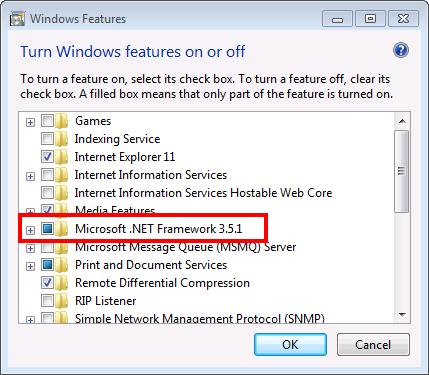 Windows Features
Turn Windows features on or off
To turn a feature on, select its check box. To turn a feature off, clear its
check box. A filled box means that only part of the feature is turned on.
Games
Indexing Service
Internet Explorer 11
Internet Information Services
Internet Information Services Hostable Web Core
Media Features
Microsoft .NET Framework 3.5.1
Microsoft Message Queue (MSMQ) Server
Print and Document Services
Remote Differential Compression
RIP Listener
Simple Network Management Protocol (SNMP)
OK
Cancel